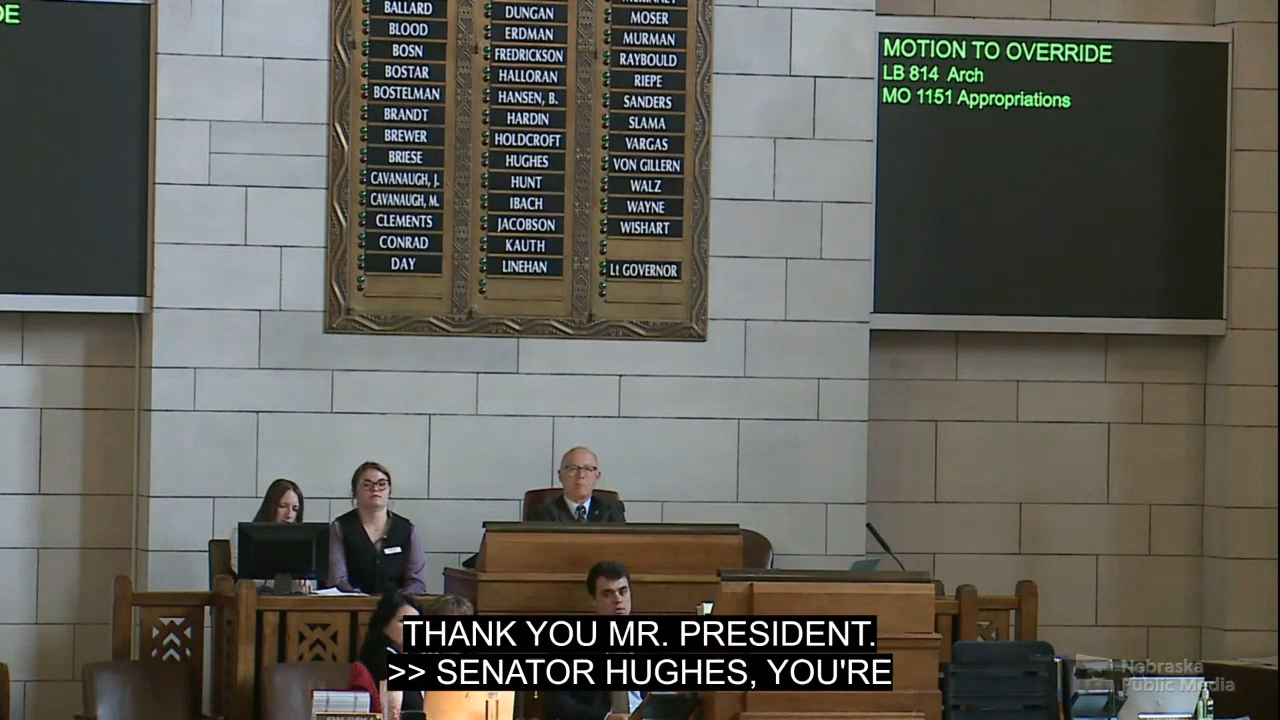 DE
BALLARD
BLOOD
BOSN
BOSTAR
BOSTELMAN
BRANDT
BREWER
BRIESE
CAVANAUGH, J.
CAVANAUGH, M.
CLEMENTS
CONRAD
DAY
DUNGAN
ERDMAN
FREDRICKSON
HALLORAN
HANSEN, B.
HARDIN
HOLDCROFT
HUGHES
HUNT
IBACH
JACOBSON
KAUTH
LINEHAN
MCKINNEY
MOSER
MURMAN
RAYBOULD
RIEPE
SANDERS
SLAMA
VARGAS
VON GILLERN
WALZ
WAYNE
WISHART
Lt GOVERNOR
MOTION TO OVERRIDE
LB 814 Arch
MO 1151 Appropriations
THANK YOU MR. PRESIDENT.
>> SENATOR HUGHES, YOU'RE
Nebraska
Public Media